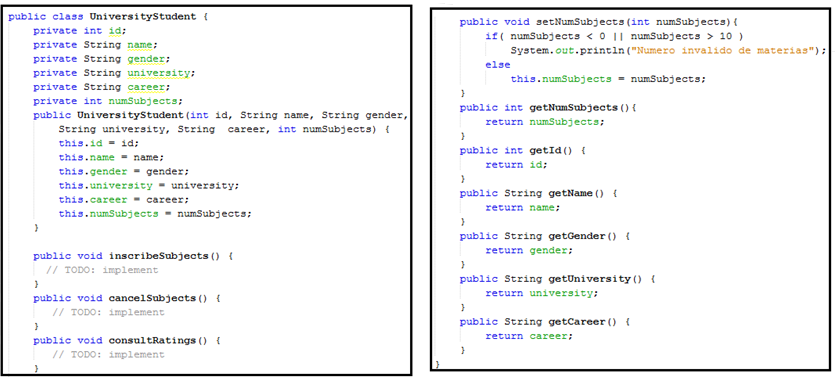 public class UniversityStudent {
private int id;
private String name;
private String gender;
private String university;
private String career;
private int numSubjects;
public UniversityStudent(int id, String name, String gender,
String university, String  career, int numSubjects) {
this.id = id;
this.name = name;
this.gender = gender;
this.university = university;
this.career = career;
this.numSubjects = numSubjects;
}
public void inscribeSubjects() {
// TODO: implement
}
public void cancelSubjects() {
// TODO: implement
}
public void consultRatings() {
// TODO: implement
}
public void setNumSubjects(int numSubjects){
if( numSubjects < 0 || numSubjects > 10 )
System.out.println("Numero invalido de materias");
else
this.numSubjects = numSubjects;
}
public int getNumSubjects(){
return numSubjects;
}
public int getId() {
return id;
}
public String getName() {
return name;
}
public String getGender() {
return gender;
}
public String getUniversity() {
return university;
}
public String getCareer() {
return career;
}
}